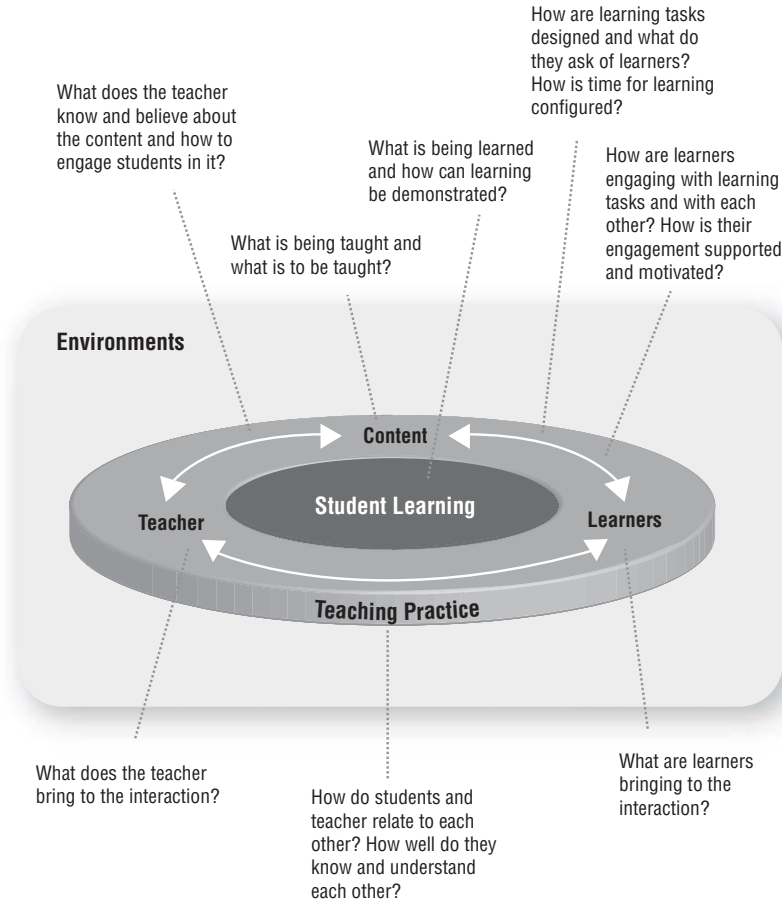 How are learning tasks
designed and what do
they ask of learners?
How is time for learning
configured?
What does the teacher
know and believe about
the content and how to
engage students in it?
What is being learned
and how can learning
be demonstrated?
How are learners
engaging with learning
tasks and with each
other? How is their
engagement supported
and motivated?
What is being taught and
what is to be taught?
Environments
Content
Student Learning
Teacher
Learners
Teaching Practice
What does the teacher
bring to the interaction?
How do students and
teacher relate to each
other? How well do they
know and understand
each other?
What are learners
bringing to the
interaction?